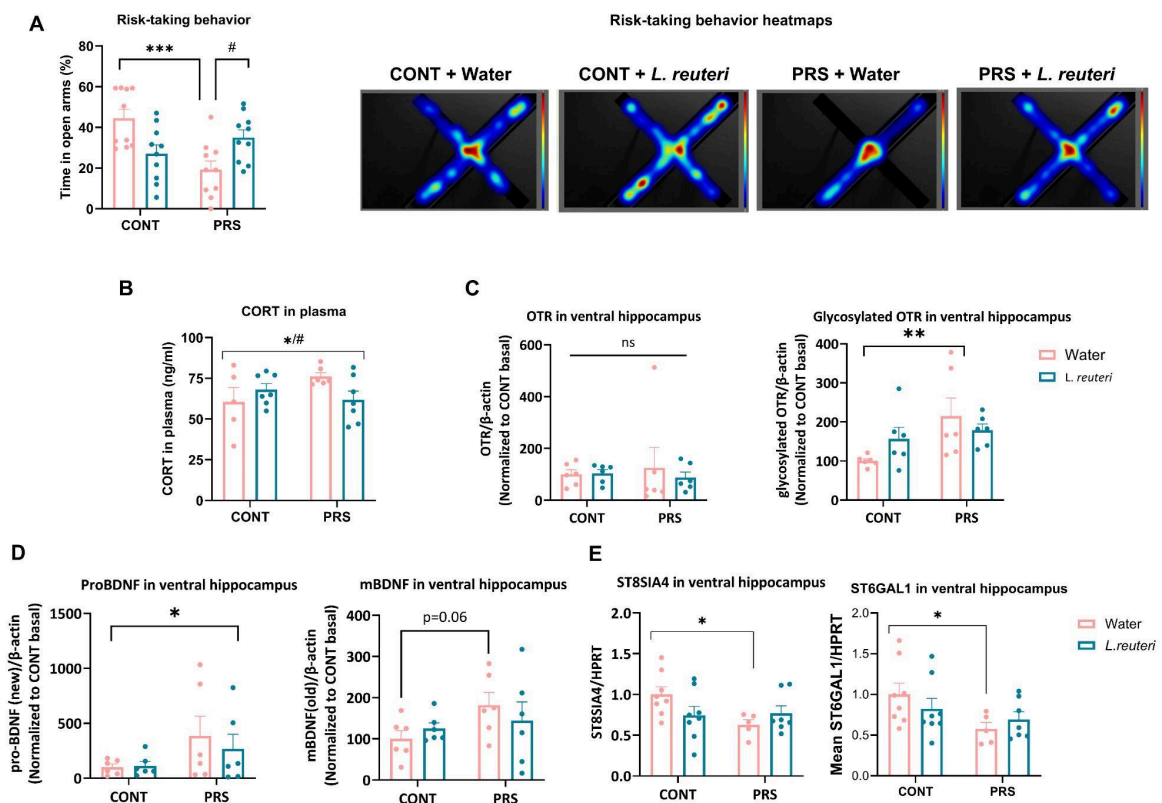 A
Risk-taking behavior
Time in open arms (%)
80
60
40
20
0
***
#
CONT
PRS
Risk-taking behavior heatmaps
CONT + Water
CONT + L. reuteri
PRS + Water
PRS + L. reuteri
B
CORT in plasma
CORT in plasma (ng/ml)
100
75
50
25
0
*/#
CONT
PRS
C
OTR in ventral hippocampus
OTR/β-actin
(Normalized to CONT basal)
600
400
200
0
ns
CONT
PRS
Glycosylated OTR in ventral hippocampus
glycosylated OTR/β-actin
(Normalized to CONT basal)
400
300
200
100
0
**
CONT
PRS
Water
L. reuteri
D
ProBDNF in ventral hippocampus
pro-BDNF (new)/β-actin
(Normalized to CONT basal)
1500
1000
500
0
*
CONT
PRS
mBDNF in ventral hippocampus
mBDNF(old)/β-actin
(Normalized to CONT basal)
400
300
200
100
0
p=0.06
CONT
PRS
E
ST8SIA4 in ventral hippocampus
ST8SIA4/HPRT
2.0
1.5
1.0
0.5
0.0
*
CONT
PRS
ST6GAL1 in ventral hippocampus
Mean ST6GAL1/HPRT
2.0
1.5
1.0
0.5
0.0
*
CONT
PRS
Water
L.reuteri